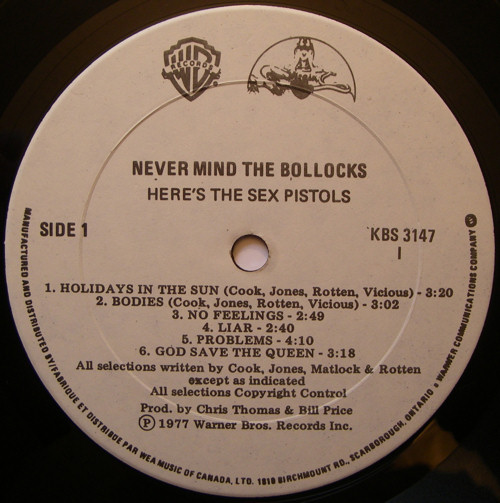 WB
RECORDS
NEVER MIND THE BOLLOCKS
HERE'S THE SEX PISTOLS
SIDE 1
KBS 3147
I
1. HOLIDAYS IN THE SUN (Cook, Jones, Rotten, Vicious) - 3:20
2. BODIES (Cook, Jones, Rotten, Vicious) - 3:02
3. NO FEELINGS - 2:49
4. LIAR - 2:40
5. PROBLEMS - 4:10
6. GOD SAVE THE QUEEN - 3:18
All selections written by Cook, Jones, Matlock & Rotten
except as indicated
All selections Copyright Control
Prod. by Chris Thomas & Bill Price
Ⓟ 1977 Warner Bros. Records Inc.
MANUFACTURED AND DISTRIBUTED BY/FABRIQUE ET DISTRIBUE PAR WEA MUSIC OF CANADA, LTD. 1810 BIRCHMOUNT RD., SCARBOROUGH, ONTARIO • A WARNER COMMUNICATIONS COMPANY